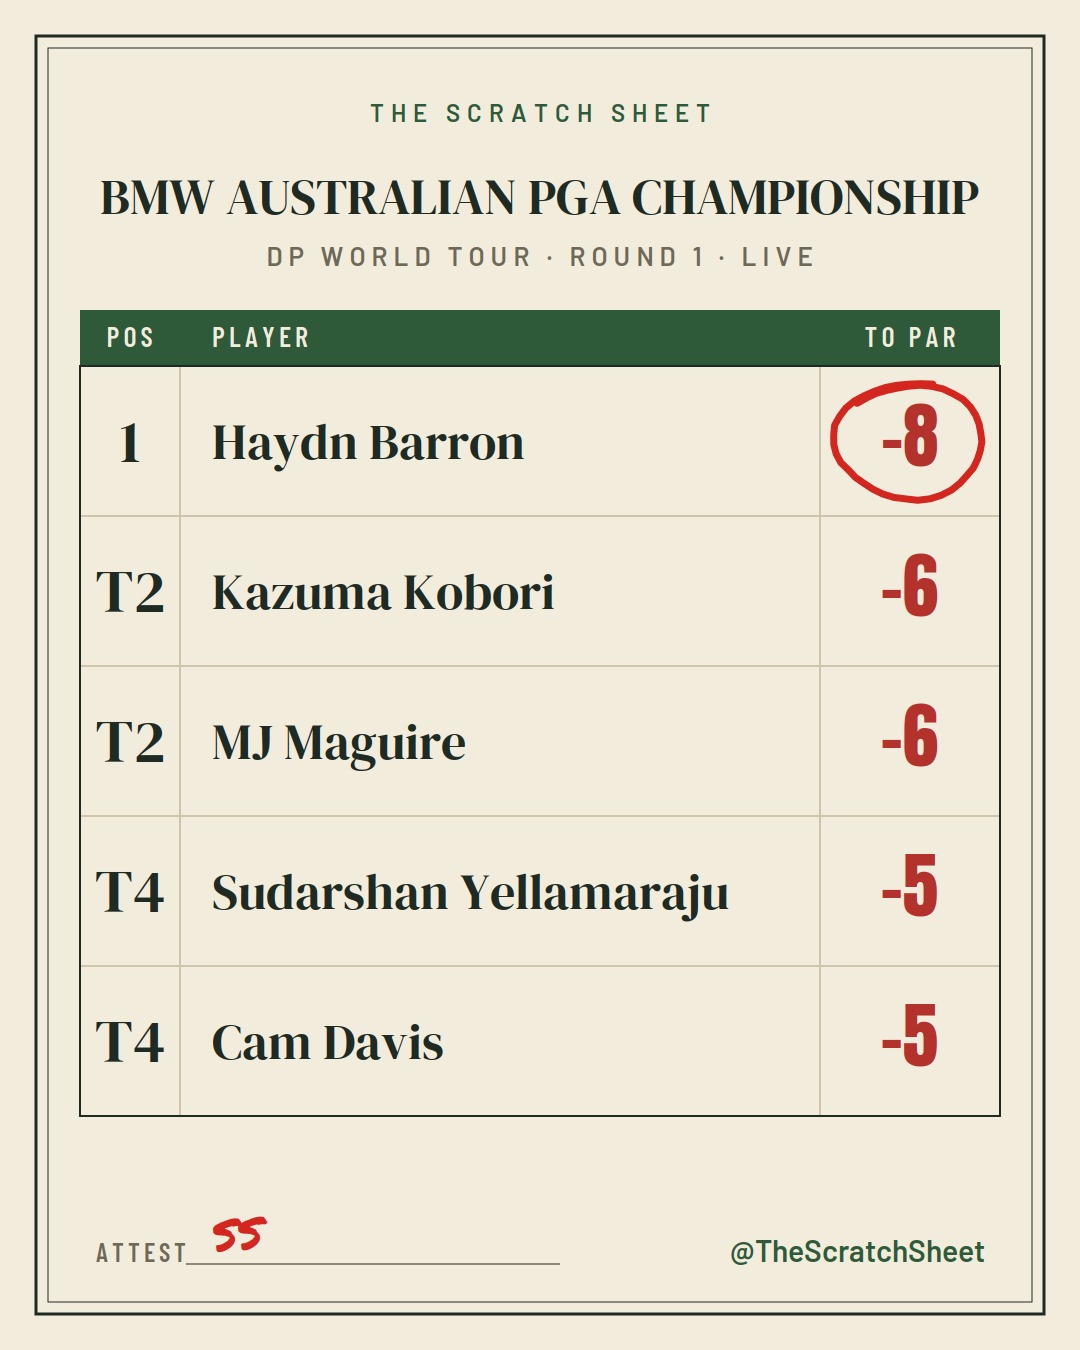 THE SCRATCH SHEET
BMW AUSTRALIAN PGA CHAMPIONSHIP
DP WORLD TOUR · ROUND 1 · LIVE
POS PLAYER TO PAR
1 Haydn Barron -8
T2 Kazuma Kobori -6
T2 MJ Maguire -6
T4 Sudarshan Yellamaraju -5
T4 Cam Davis -5
ATTEST SS @TheScratchSheet